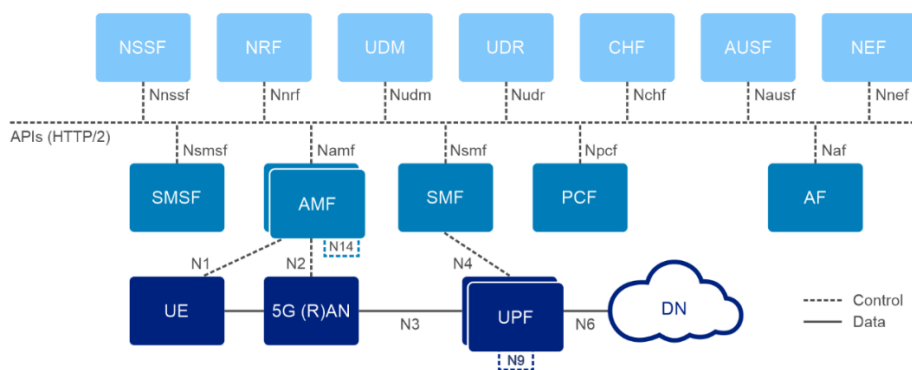 NSSF
NRF
UDM
UDR
CHF
AUSF
NEF
Nnssf
Nnrf
Nudm
Nudr
Nchf
Nausf
Nnef
APIs (HTTP/2)
Nsmsf
Namf
Nsmf
Npcf
Naf
SMSF
AMF
SMF
PCF
AF
N14
N1
N2
N4
UE
5G (R)AN
N3
UPF
N6
DN
N9
Control
Data